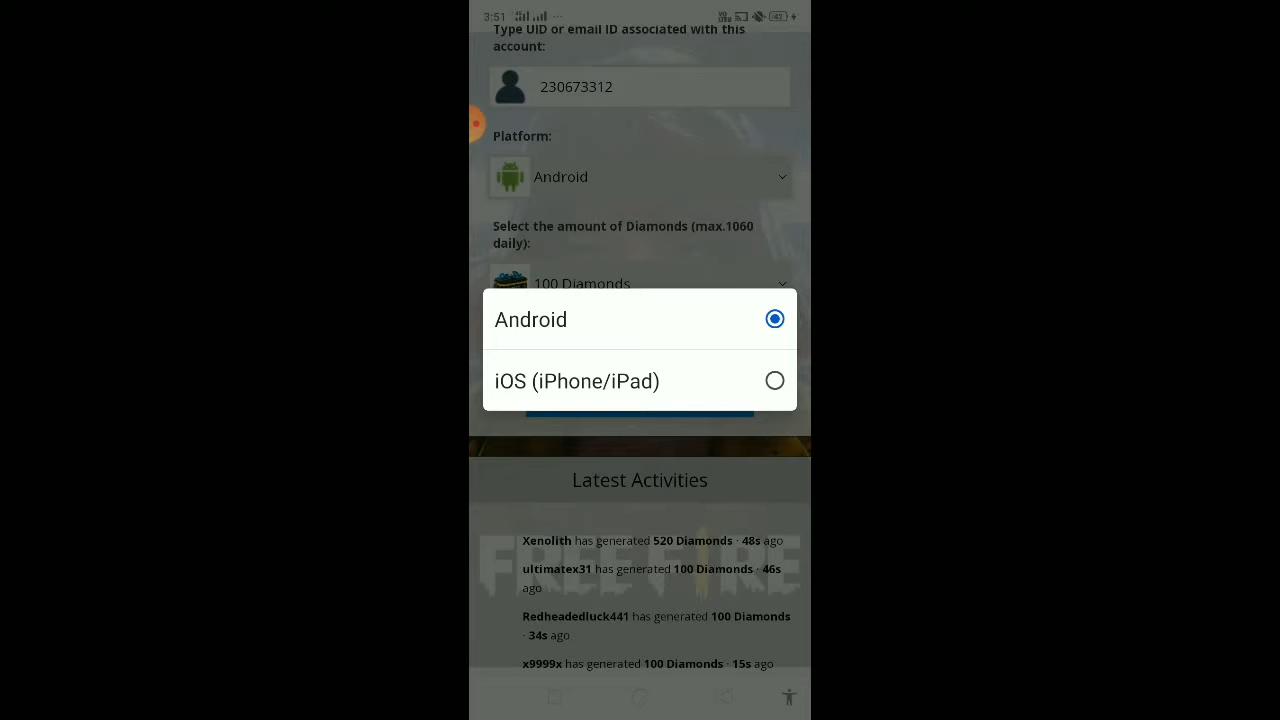 3:51
Type UID or email ID associated with this
account:
230673312
Platform:
Android
Select the amount of Diamonds (max.1060
daily):
100 Diamonds
Android
iOS (iPhone/iPad)
Latest Activities
Xenolith has generated 520 Diamonds · 48s ago
FREE FIRE
ultimatex31 has generated 100 Diamonds · 46s
ago
Redheadedluck441 has generated 100 Diamonds
· 34s ago
x9999x has generated 100 Diamonds · 15s ago